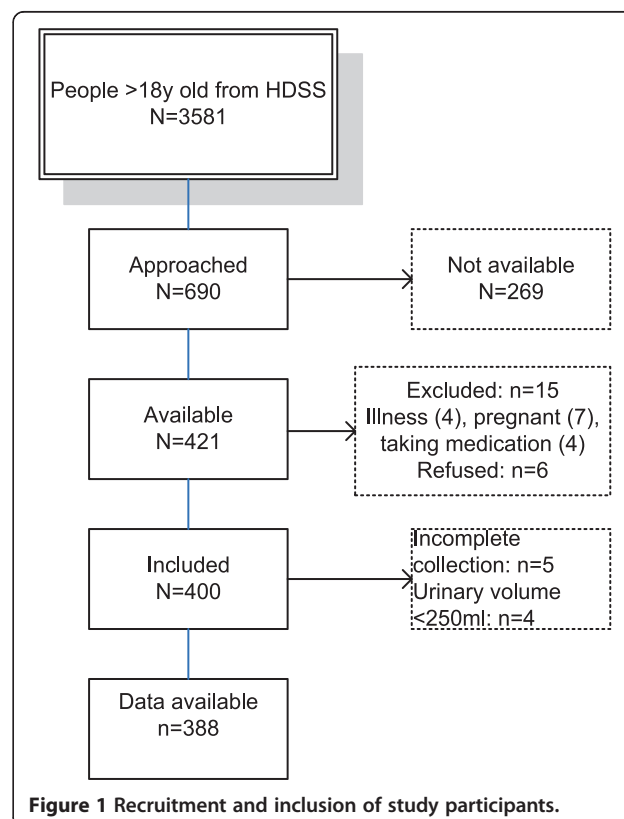 People >18y old from HDSS
N=3581
Approached
N=690
Not available
N=269
Available
N=421
Excluded: n=15
Illness (4), pregnant (7),
taking medication (4)
Refused: n=6
Included
N=400
Incomplete
collection: n=5
Urinary volume
<250ml: n=4
Data available
n=388
Figure 1 Recruitment and inclusion of study participants.